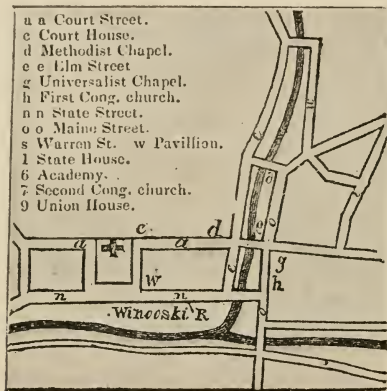 a a Court Street.
c Court House.
d Methodist Chapel.
e e Elm Street
g Universalist Chapel.
h First Cong. church.
n n State Street.
o o Maine Street.
s Warren St. w Pavillion.
1 State House.
6 Academy.
7 Second Cong. church.
9 Union House.
c
d
a
a
g
w
h
n
n
Winooski R